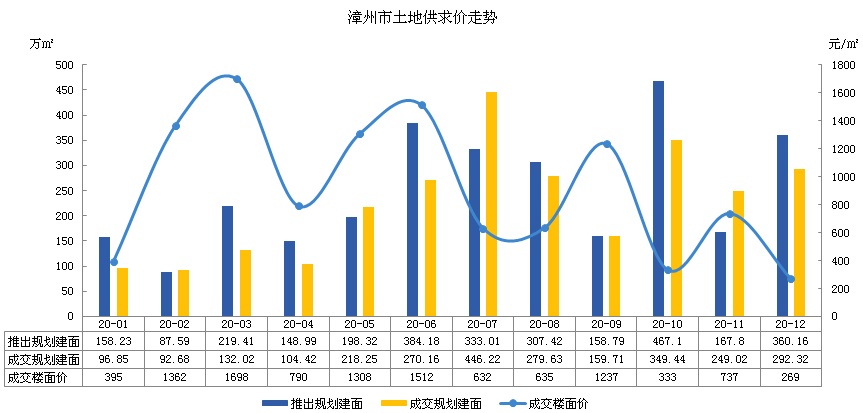 漳州市土地供求价走势
万㎡ 元/㎡
500 1800
450 1600
400 1400
350 1200
300 1000
250 800
200 600
150 400
100 200
50 0
0
20-01 20-02 20-03 20-04 20-05 20-06 20-07 20-08 20-09 20-10 20-11 20-12
推出规划建面 158.23 87.59 219.41 148.99 198.32 384.18 333.01 307.42 158.79 467.1 167.8 360.16
成交规划建面 96.85 92.68 132.02 104.42 218.25 270.16 446.22 279.63 159.71 349.44 249.02 292.32
成交楼面价 395 1362 1698 790 1308 1512 632 635 1237 333 737 269
推出规划建面 成交规划建面 成交楼面价